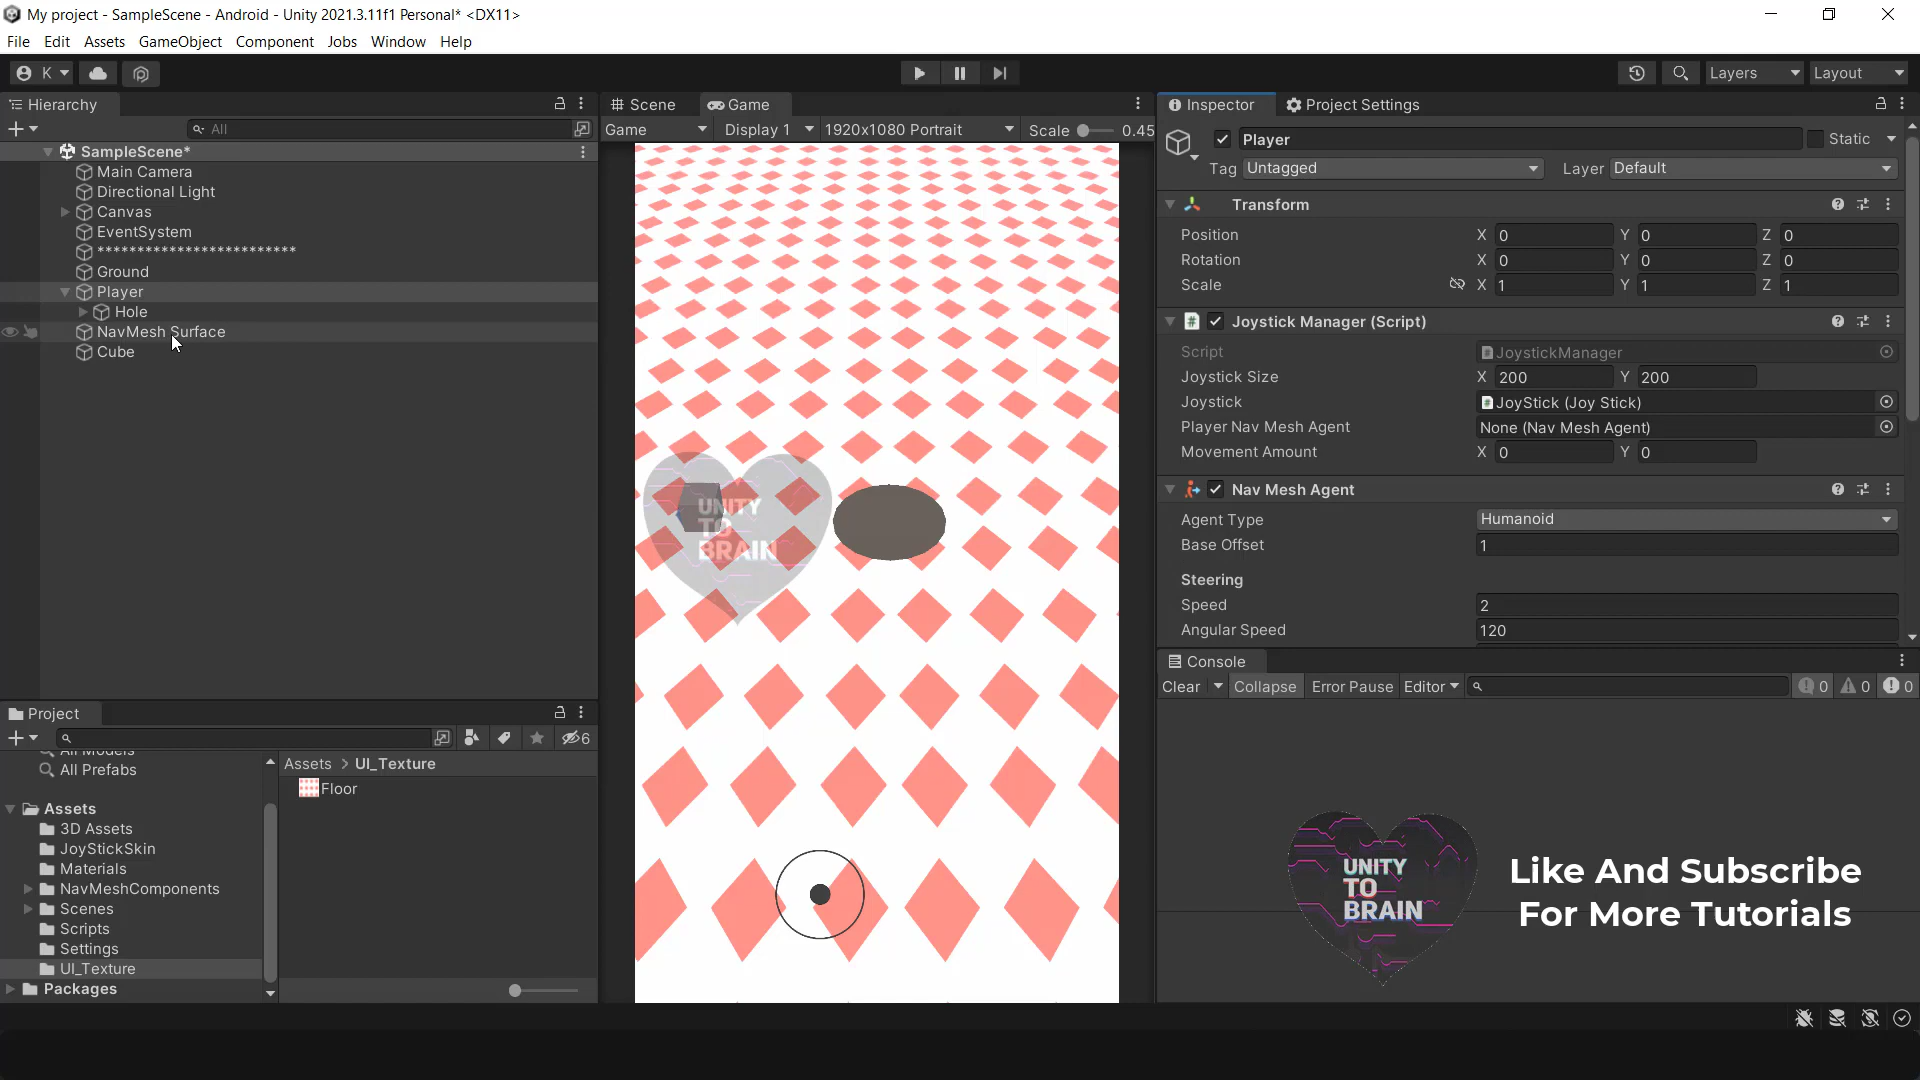 My project - SampleScene - Android - Unity 2021.3.11f1 Personal* <DX11>
File Edit Assets GameObject Component Jobs Window Help
K
Layers Layout
Hierarchy
All
SampleScene*
Main Camera
Directional Light
Canvas
EventSystem
**************************
Ground
Player
Hole
NavMesh Surface
Cube
Scene Game
Game Display 1 1920x1080 Portrait Scale 0.45
UNITY
TO
BRAIN
Inspector Project Settings
Player Static
Tag Untagged Layer Default
Transform
Position X 0 Y 0 Z 0
Rotation X 0 Y 0 Z 0
Scale X 1 Y 1 Z 1
Joystick Manager (Script)
Script JoystickManager
Joystick Size X 200 Y 200
Joystick JoyStick (Joy Stick)
Player Nav Mesh Agent None (Nav Mesh Agent)
Movement Amount X 0 Y 0
Nav Mesh Agent
Agent Type Humanoid
Base Offset 1
Steering
Speed 2
Angular Speed 120
Console
Clear Collapse Error Pause Editor 0 0 0
UNITY
TO
BRAIN
Like And Subscribe
For More Tutorials
Project
6
All Models
All Prefabs
Assets
3D Assets
JoyStickSkin
Materials
NavMeshComponents
Scenes
Scripts
Settings
UI_Texture
Packages
Assets > UI_Texture
Floor